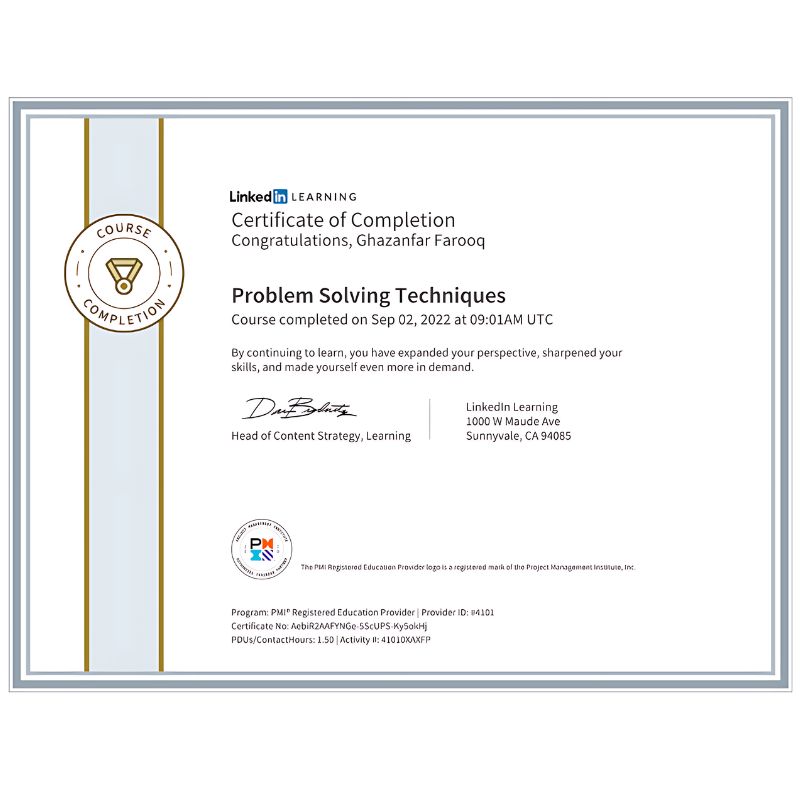 COURSE
COMPLETION
Linked in LEARNING
Certificate of Completion
Congratulations, Ghazanfar Farooq
Problem Solving Techniques
Course completed on Sep 02, 2022 at 09:01AM UTC
By continuing to learn, you have expanded your perspective, sharpened your
skills, and made yourself even more in demand.
Head of Content Strategy, Learning
LinkedIn Learning
1000 W Maude Ave
Sunnyvale, CA 94085
PROJECT MANAGEMENT INSTITUTE
PM
The PMI Registered Education Provider logo is a registered mark of the Project Management Institute, Inc.
Program: PMI® Registered Education Provider | Provider ID: #4101
Certificate No: AebiR2AAFYNGe-5ScUPS-Ky5okHj
PDUs/ContactHours: 1.50 | Activity #: 41010XAXFP